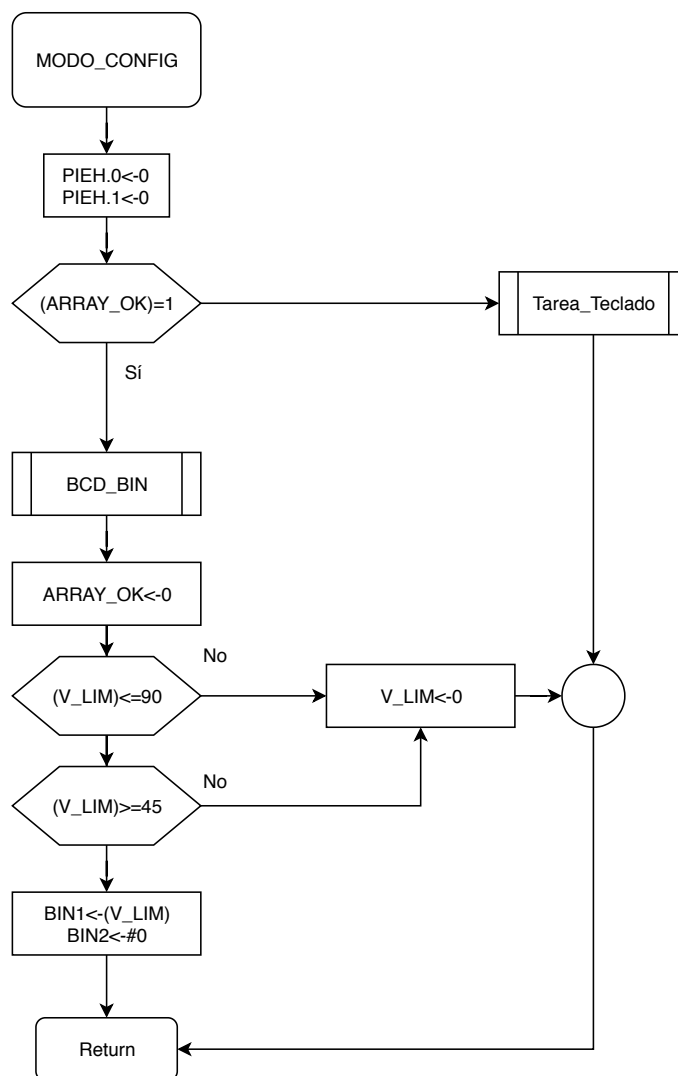 MODO_CONFIG
PIEH.0<-0
PIEH.1<-0
(ARRAY_OK)=1
Tarea_Teclado
Sí
BCD_BIN
ARRAY_OK<-0
No
(V_LIM)<=90
V_LIM<-0
No
(V_LIM)>=45
BIN1<-(V_LIM)
BIN2<-#0
Return